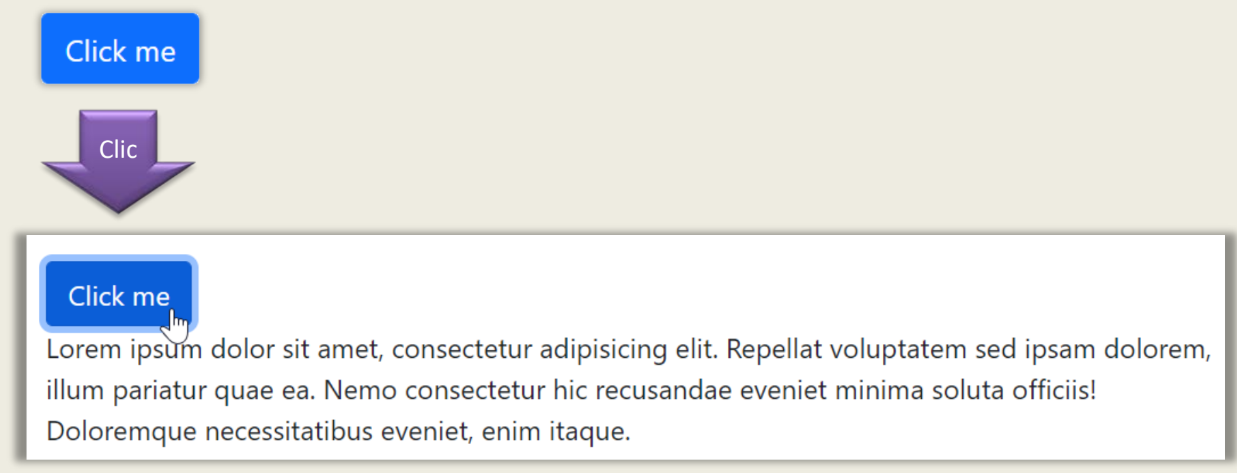 Click me
Clic
Click me
Lorem ipsum dolor sit amet, consectetur adipisicing elit. Repellat voluptatem sed ipsam dolorem,
illum pariatur quae ea. Nemo consectetur hic recusandae eveniet minima soluta officiis!
Doloremque necessitatibus eveniet, enim itaque.